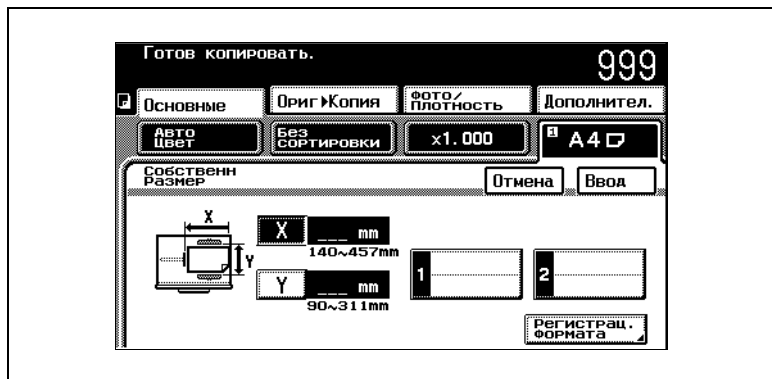 Готов копировать.
999
Основные
Ориг▶Копия
ФОТО/
ПЛОТНОСТЬ
Дополнител.
Авто
Цвет
Без
СОРТИРОВКИ
x1.000
1 A4
Собственн
Размер
Отмена
Ввод
X
X ___ mm
140~457mm
Y
Y ___ mm
90~311mm
1
2
Регистрац.
Формата